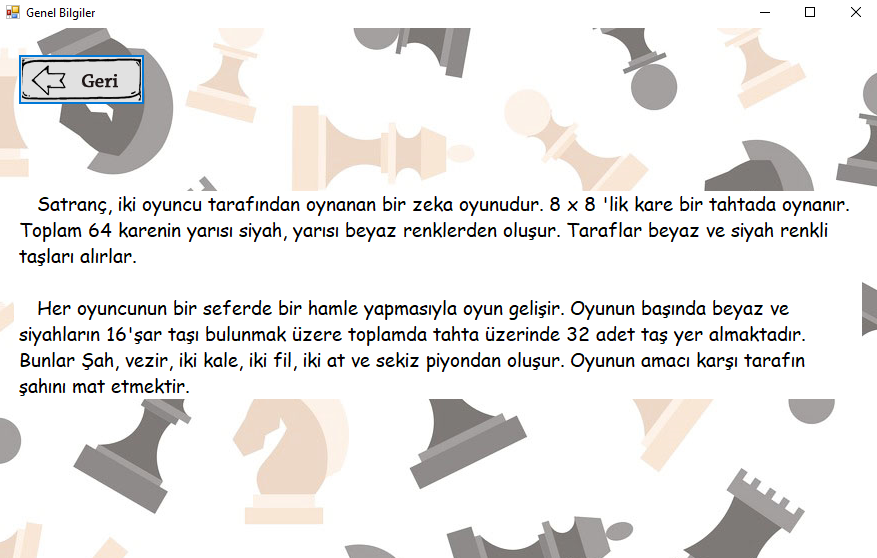 Genel Bilgiler
Geri
Satranç, iki oyuncu tarafından oynanan bir zeka oyunudur. 8 x 8 'lik kare bir tahtada oynanır.
Toplam 64 karenin yarısı siyah, yarısı beyaz renklerden oluşur. Taraflar beyaz ve siyah renkli
taşları alırlar.
Her oyuncunun bir seferde bir hamle yapmasıyla oyun gelişir. Oyunun başında beyaz ve
siyahların 16'şar taşı bulunmak üzere toplamda tahta üzerinde 32 adet taş yer almaktadır.
Bunlar Şah, vezir, iki kale, iki fil, iki at ve sekiz piyondan oluşur. Oyunun amacı karşı tarafın
şahını mat etmektir.